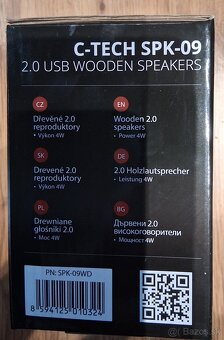 C-TECH SPK-09
2.0 USB WOODEN SPEAKERS
CZ
Dřevěné 2.0
reproduktory
• Výkon 4W
EN
Wooden 2.0
speakers
• Power 4W
SK
Drevené 2.0
reproduktory
• Výkon 4W
DE
2.0 Holzlautsprecher
• Leistung 4W
PL
Drewniane
głośniki 2.0
• Moc 4W
BG
Дървени 2.0
високоговорители
• Мощност 4W
PN: SPK-09WD
8 594125 010324